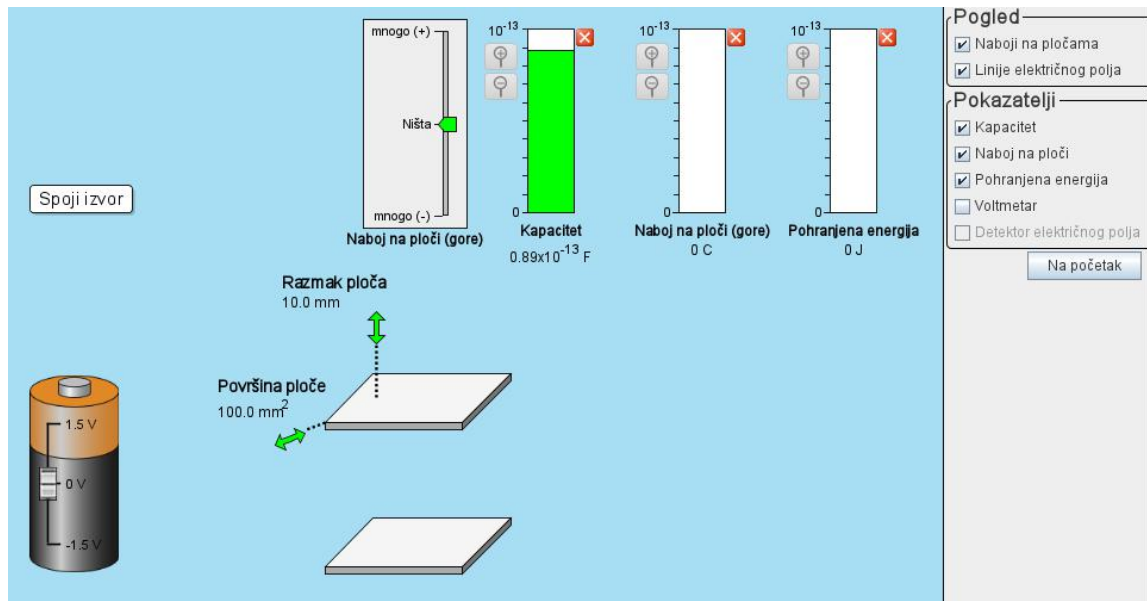 mnogo (+)
Ništa
mnogo (-)
Naboj na ploči (gore)
10-13
0
Kapacitet
0.89x10-13 F
10-13
0
Naboj na ploči (gore)
0 C
10-13
0
Pohranjena energija
0 J
Pogled
Naboji na pločama
Linije električnog polja
Pokazatelji
Kapacitet
Naboj na ploči
Pohranjena energija
Voltmetar
Detektor električnog polja
Na početak
Spoji izvor
Razmak ploča
10.0 mm
Površina ploče
100.0 mm2
1.5 V
0 V
-1.5 V